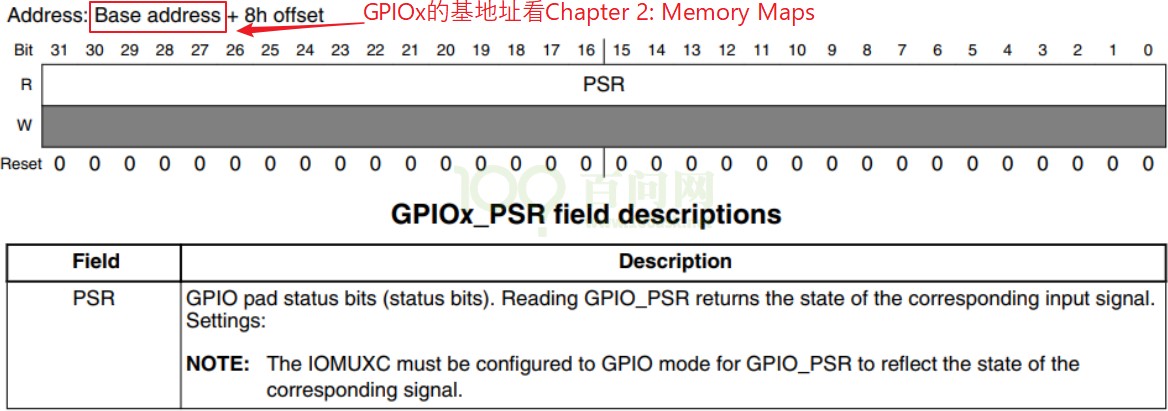 Address: Base address + 8h offset GPIOx的基地址看Chapter 2: Memory Maps
Bit 31 30 29 28 27 26 25 24 23 22 21 20 19 18 17 16 15 14 13 12 11 10 9 8 7 6 5 4 3 2 1 0
R PSR
W
Reset 0 0 0 0 0 0 0 0 0 0 0 0 0 0 0 0 0 0 0 0 0 0 0 0 0 0 0 0 0 0 0 0
百问网
GPIOx_PSR field descriptions
Field Description
PSR GPIO pad status bits (status bits). Reading GPIO_PSR returns the state of the corresponding input signal.
Settings:
NOTE: The IOMUXC must be configured to GPIO mode for GPIO_PSR to reflect the state of the
corresponding signal.